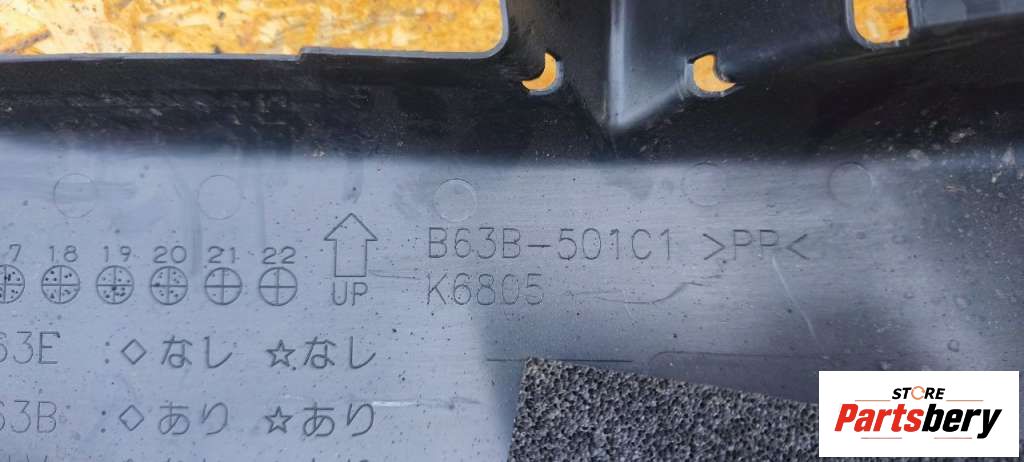 7 18 19 20 21 22
UP
B63B-501C1 >PP<
K6805
63E :◇なし ☆なし
63B :◇あり ☆あり
STORE
Partsbery